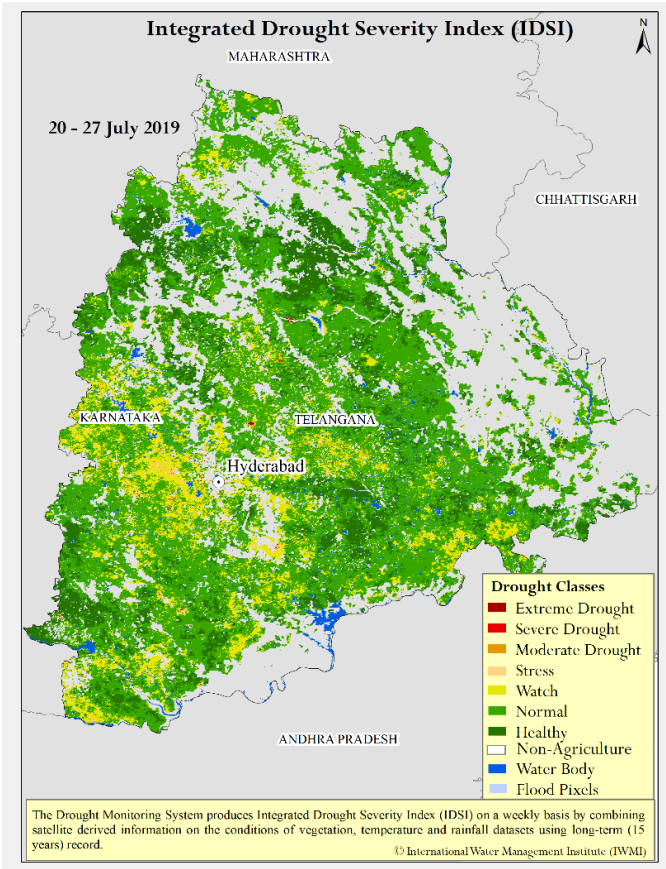 Integrated Drought Severity Index (IDSI)
N
MAHARASHTRA
20 - 27 July 2019
CHHATTISGARH
KARNATAKA
TELANGANA
Hyderabad
Drought Classes
Extreme Drought
Severe Drought
Moderate Drought
Stress
Watch
Normal
Healthy
Non-Agriculture
Water Body
Flood Pixels
ANDHRA PRADESH
The Drought Monitoring System produces Integrated Drought Severity Index (IDSI) on a weekly basis by combining
satellite derived information on the conditions of vegetation, temperature and rainfall datasets using long-term (15
years) record.
© International Water Management Institute (IWMI)